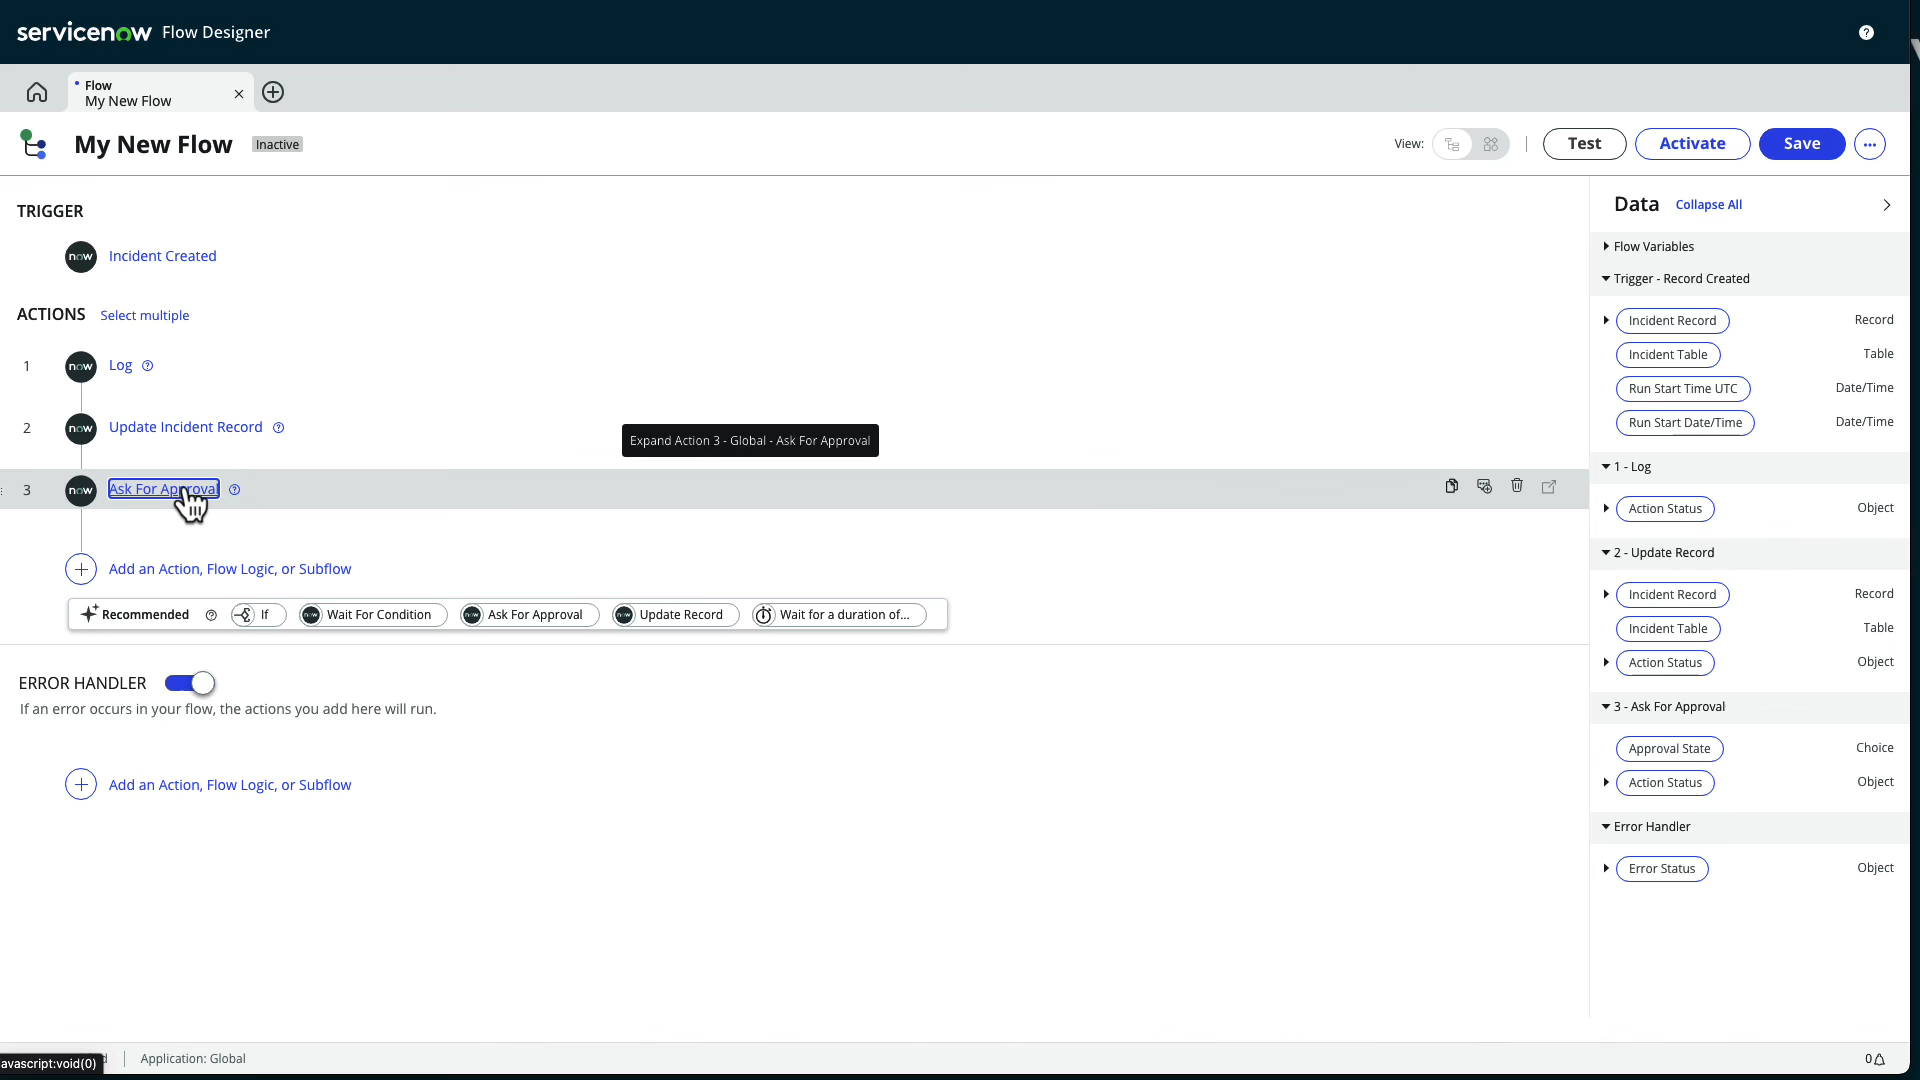 servicenow Flow Designer
Flow
My New Flow
My New Flow Inactive
View: Test Activate Save
TRIGGER
now Incident Created
ACTIONS Select multiple
1 now Log
2 now Update Incident Record
Expand Action 3 - Global - Ask For Approval
3 now Ask For Approval
Add an Action, Flow Logic, or Subflow
Recommended If now Wait For Condition now Ask For Approval now Update Record Wait for a duration of...
ERROR HANDLER
If an error occurs in your flow, the actions you add here will run.
Add an Action, Flow Logic, or Subflow
Data Collapse All
Flow Variables
Trigger - Record Created
Incident Record Record
Incident Table Table
Run Start Time UTC Date/Time
Run Start Date/Time Date/Time
1 - Log
Action Status Object
2 - Update Record
Incident Record Record
Incident Table Table
Action Status Object
3 - Ask For Approval
Approval State Choice
Action Status Object
Error Handler
Error Status Object
avascript:void(0) Application: Global 0